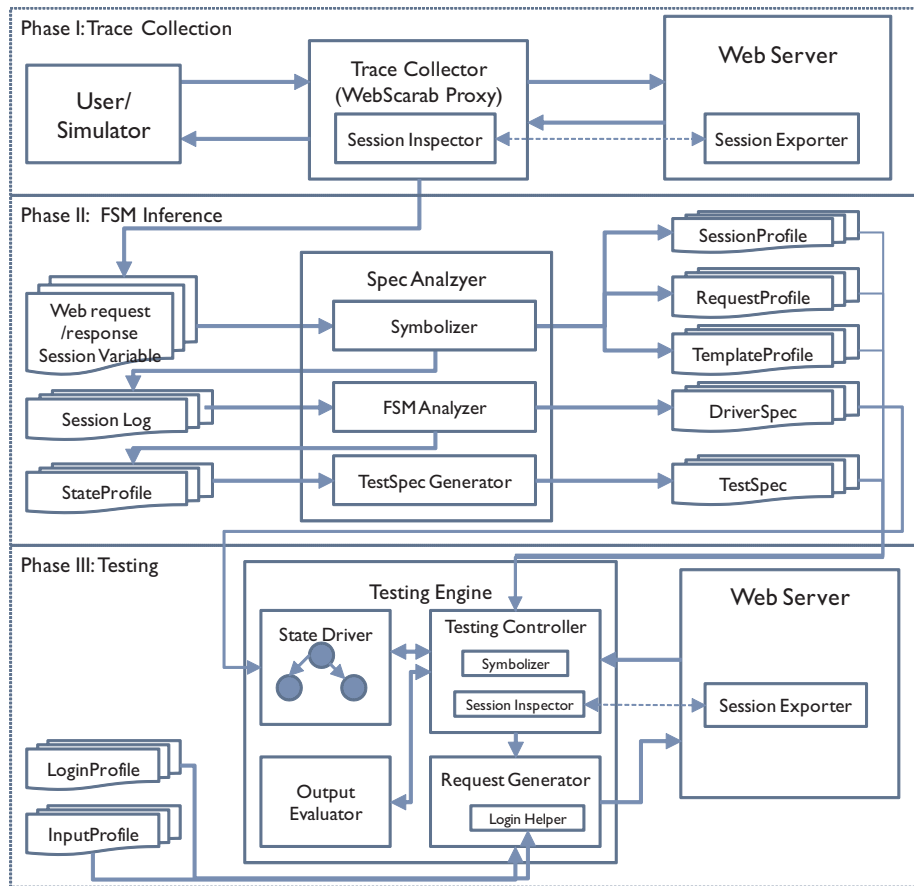 Phase I: Trace Collection
User/
Simulator
Trace Collector
(WebScarab Proxy)
Session Inspector
Web Server
Session Exporter
Phase II: FSM Inference
Web request
/response
Session Variable
Session Log
StateProfile
Spec Analzyer
Symbolizer
FSM Analyzer
TestSpec Generator
SessionProfile
RequestProfile
TemplateProfile
DriverSpec
TestSpec
Phase III: Testing
Testing Engine
State Driver
Output
Evaluator
Testing Controller
Symbolizer
Session Inspector
Request Generator
Login Helper
Web Server
Session Exporter
LoginProfile
InputProfile